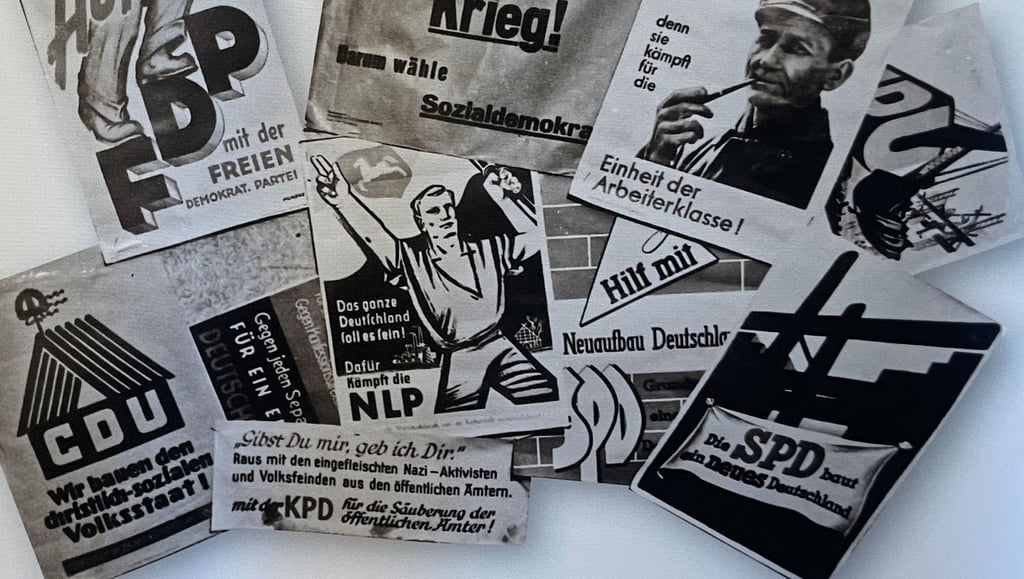 FDP
mit der
FREIEN
DEMOKRAT. PARTEI
Krieg!
Darum wähle
Sozialdemokra
denn
sie
kämpft
für
die
Einheit der
Arbeiterklasse!
CDU
Wir bauen den
christlich-sozialen
Volksstaat!
Gegen jeden Sepa
FÜR EIN E
DEUTSCH
Das ganze
Deutschland
soll es sein!
Dafür
Kämpft die
NLP
Hilf mit
Neuaufbau Deutschla
SPD
„Gibst Du mir, geb ich Dir."
Raus mit den eingefleischten Nazi-Aktivisten
und Volksfeinden aus den öffentlichen Ämtern.
mit der KPD für die Säuberung der
öffentlichen Ämter!
Die SPD baut
ein neues Deutschland